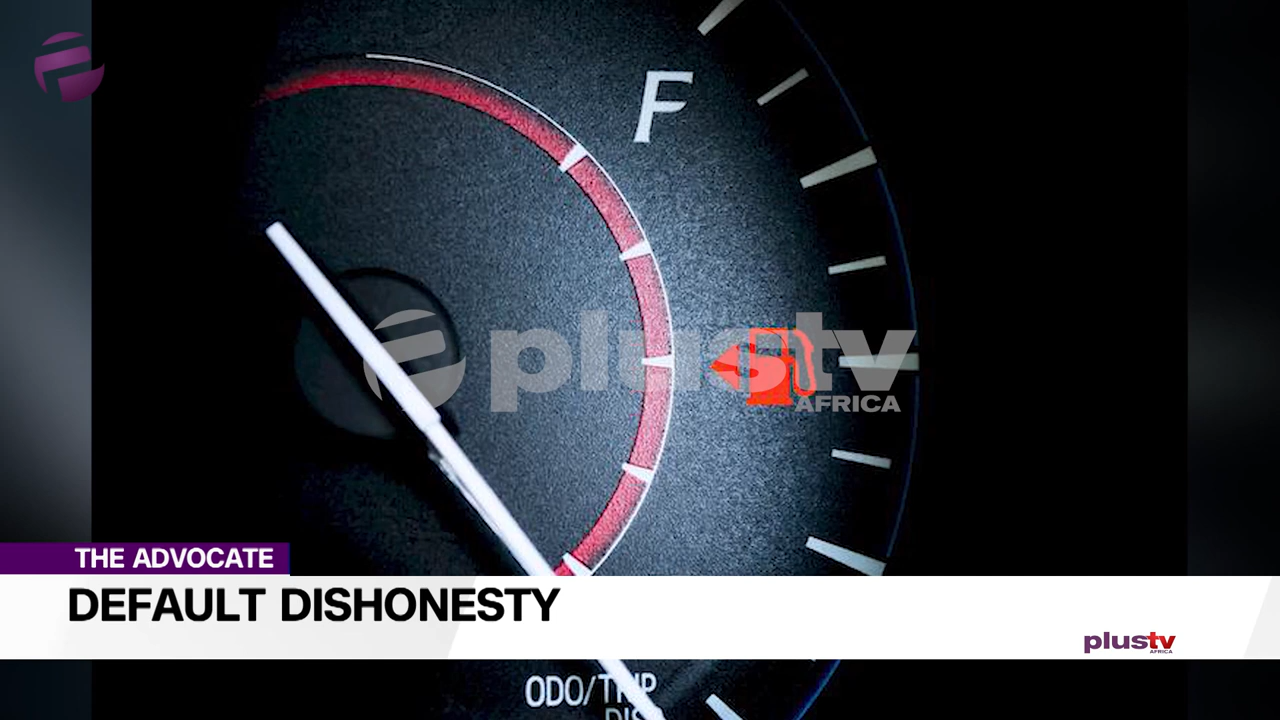 F
plustv
AFRICA
THE ADVOCATE
DEFAULT DISHONESTY
plustv
AFRICA
ODO/TRIP